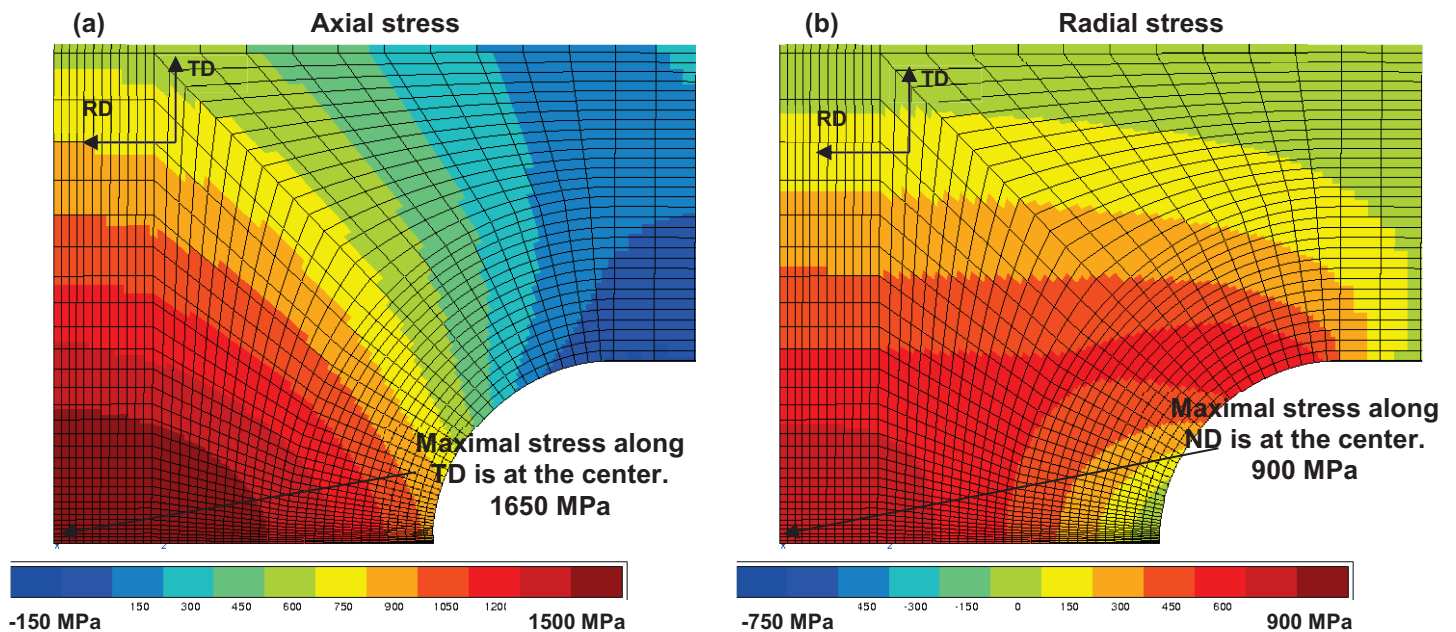 (a)
Axial stress
TD
RD
Maximal stress along
TD is at the center.
1650 MPa
150 300 450 600 750 900 1050 1200
-150 MPa
1500 MPa
(b)
Radial stress
TD
RD
Maximal stress along
ND is at the center.
900 MPa
450 -300 -150 0 150 300 450 600
-750 MPa
900 MPa